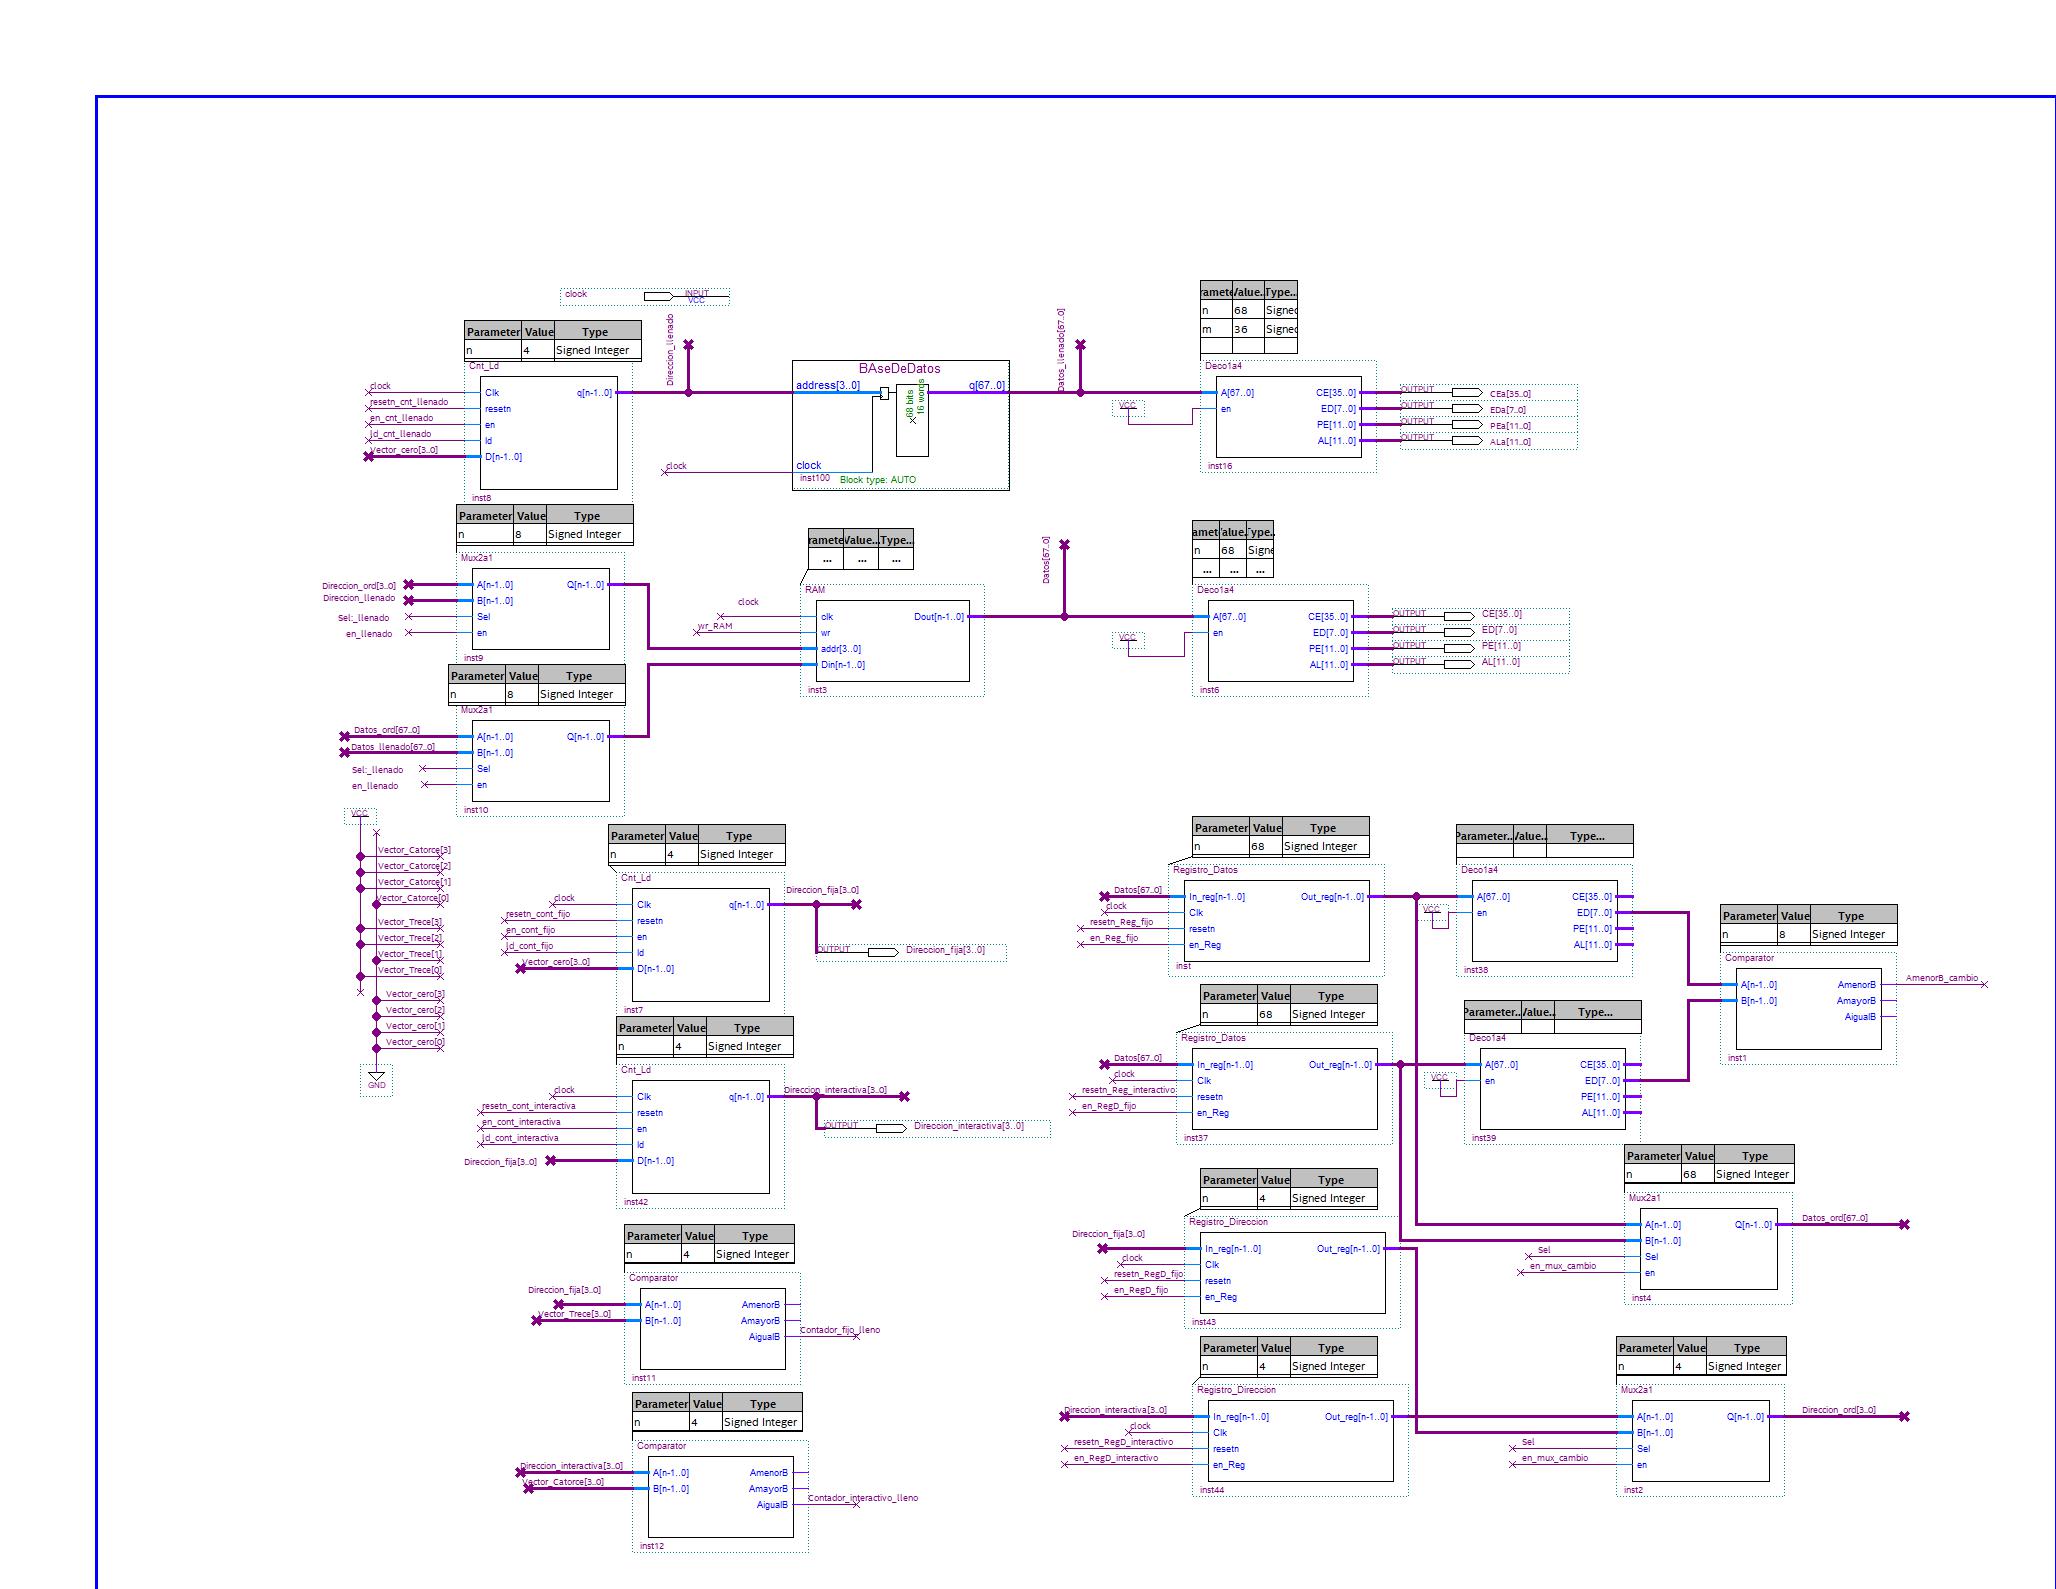 clock INPUT
VCC
Parameter Value Type
n 4 Signed Integer
Cnt_Ld
clock Clk q[n-1..0]
resetn_cnt_llenado resetn
en_cnt_llenado en
ld_cnt_llenado ld
Vector_cero[3..0] D[n-1..0]
inst8
Direccion_llenado
BAseDeDatos
address[3..0] q[67..0]
68 bits
16 words
clock clock
inst100 Block type: AUTO
Datos_llenado[67..0]
ramete Value... Type...
n 68 Signed
m 36 Signed
Deco1a4
A[67..0] CE[35..0] OUTPUT CEa[35..0]
VCC en ED[7..0] OUTPUT EDa[7..0]
PE[11..0] OUTPUT PEa[11..0]
AL[11..0] OUTPUT ALa[11..0]
inst16
Parameter Value Type
n 8 Signed Integer
Mux2a1
Direccion_ord[3..0] A[n-1..0] Q[n-1..0]
Direccion_llenado B[n-1..0]
Sel:_llenado Sel
en_llenado en
inst9
Parameter Value Type
n 8 Signed Integer
Mux2a1
Datos_ord[67..0] A[n-1..0] Q[n-1..0]
Datos_llenado[67..0] B[n-1..0]
Sel:_llenado Sel
en_llenado en
inst10
ramete Value... Type...
... ... ...
RAM
clock clk Dout[n-1..0]
wr_RAM wr
addr[3..0]
Din[n-1..0]
inst3
Datos[67..0]
amet alue. ype..
n 68 Signe
... ... ...
Deco1a4
A[67..0] CE[35..0] OUTPUT CE[35..0]
VCC en ED[7..0] OUTPUT ED[7..0]
PE[11..0] OUTPUT PE[11..0]
AL[11..0] OUTPUT AL[11..0]
inst6
VCC
Vector_Catorce[3]
Vector_Catorce[2]
Vector_Catorce[1]
Vector_Catorce[0]
Vector_Trece[3]
Vector_Trece[2]
Vector_Trece[1]
Vector_Trece[0]
Vector_cero[3]
Vector_cero[2]
Vector_cero[1]
Vector_cero[0]
GND
Parameter Value Type
n 4 Signed Integer
Cnt_Ld
clock Clk q[n-1..0] Direccion_fija[3..0]
resetn_cont_fijo resetn
en_cont_fijo en
ld_cont_fijo ld OUTPUT Direccion_fija[3..0]
Vector_cero[3..0] D[n-1..0]
inst7
Parameter Value Type
n 4 Signed Integer
Cnt_Ld
clock Clk q[n-1..0] Direccion_interactiva[3..0]
resetn_cont_interactiva resetn
en_cont_interactiva en OUTPUT Direccion_interactiva[3..0]
ld_cont_interactiva ld
Direccion_fija[3..0] D[n-1..0]
inst42
Parameter Value Type
n 4 Signed Integer
Comparator
Direccion_fija[3..0] A[n-1..0] AmenorB
Vector_Trece[3..0] B[n-1..0] AmayorB
AigualB Contador_fijo_lleno
inst11
Parameter Value Type
n 4 Signed Integer
Comparator
Direccion_interactiva[3..0] A[n-1..0] AmenorB
Vector_Catorce[3..0] B[n-1..0] AmayorB
AigualB Contador_interactivo_lleno
inst12
Parameter Value Type
n 68 Signed Integer
Registro_Datos
Datos[67..0] In_reg[n-1..0] Out_reg[n-1..0]
clock Clk
resetn_Reg_fijo resetn
en_Reg_fijo en_Reg
inst
Parameter Value Type
n 68 Signed Integer
Registro_Datos
Datos[67..0] In_reg[n-1..0] Out_reg[n-1..0]
clock Clk
resetn_Reg_interactivo resetn
en_RegD_fijo en_Reg
inst37
Parameter Value Type
n 4 Signed Integer
Registro_Direccion
Direccion_fija[3..0] In_reg[n-1..0] Out_reg[n-1..0]
clock Clk
resetn_RegD_fijo resetn
en_RegD_fijo en_Reg
inst43
Parameter Value Type
n 4 Signed Integer
Registro_Direccion
Direccion_interactiva[3..0] In_reg[n-1..0] Out_reg[n-1..0]
clock Clk
resetn_RegD_interactivo resetn
en_RegD_interactivo en_Reg
inst44
Parameter... Value... Type...
Deco1a4
A[67..0] CE[35..0]
VCC en ED[7..0]
PE[11..0]
AL[11..0]
inst38
Parameter... Value... Type...
Deco1a4
A[67..0] CE[35..0]
VCC en ED[7..0]
PE[11..0]
AL[11..0]
inst39
Parameter Value Type
n 8 Signed Integer
Comparator
A[n-1..0] AmenorB AmenorB_cambio
B[n-1..0] AmayorB
AigualB
inst1
Parameter Value Type
n 68 Signed Integer
Mux2a1
A[n-1..0] Q[n-1..0] Datos_ord[67..0]
B[n-1..0]
Sel Sel
en_mux_cambio en
inst4
Parameter Value Type
n 4 Signed Integer
Mux2a1
A[n-1..0] Q[n-1..0] Direccion_ord[3..0]
B[n-1..0]
Sel Sel
en_mux_cambio en
inst2